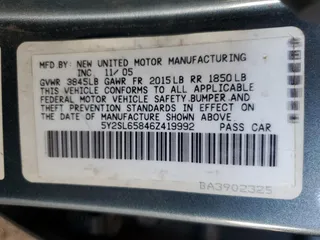 MFD.BY: NEW UNITED MOTOR MANUFACTURING
INC. 11/05
GVWR 3845LB GAWR FR 2015LB RR 1850LB
THIS VEHICLE CONFORMS TO ALL APPLICABLE
FEDERAL MOTOR VEHICLE SAFETY,BUMPER,AND
THEFT PREVENTION STANDARDS IN EFFECT ON
THE DATE OF MANUFACTURE SHOWN ABOVE.
5Y2SL65846Z419992 PASS CAR
BA3902325